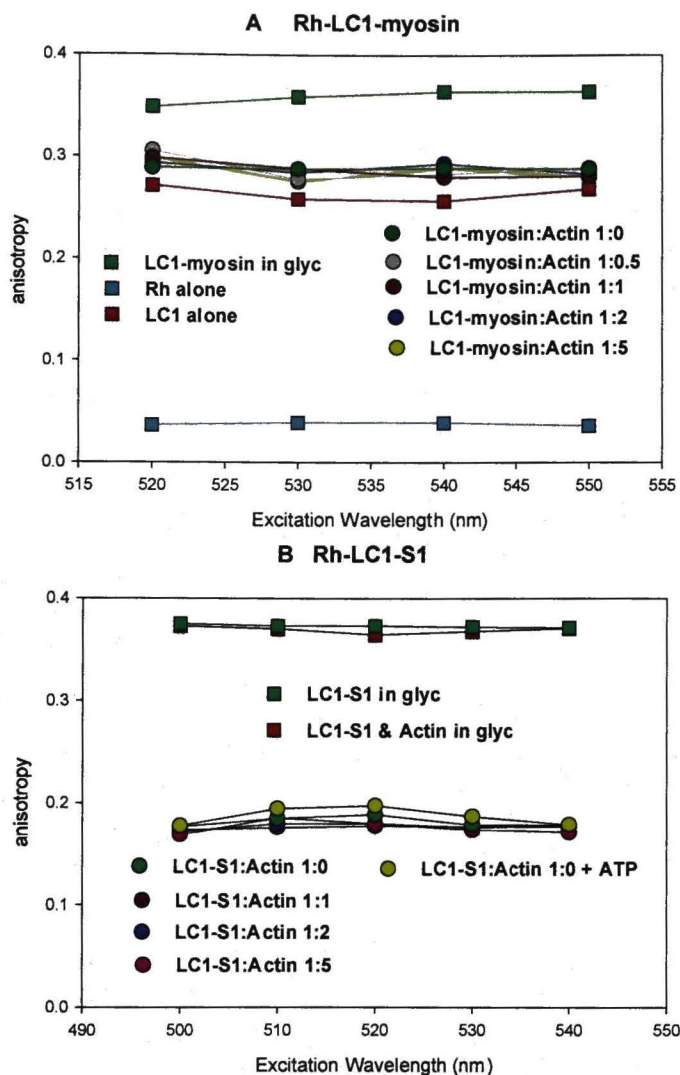 A Rh-LC1-myosin
0.4
0.3
0.2
0.1
0.0
anisotropy
LC1-myosin in glyc
Rh alone
LC1 alone
LC1-myosin:Actin 1:0
LC1-myosin:Actin 1:0.5
LC1-myosin:Actin 1:1
LC1-myosin:Actin 1:2
LC1-myosin:Actin 1:5
515 520 525 530 535 540 545 550 555
Excitation Wavelength (nm)
B Rh-LC1-S1
0.4
0.3
0.2
0.1
0.0
anisotropy
LC1-S1 in glyc
LC1-S1 & Actin in glyc
LC1-S1:Actin 1:0
LC1-S1:Actin 1:1
LC1-S1:Actin 1:2
LC1-S1:Actin 1:5
LC1-S1:Actin 1:0 + ATP
490 500 510 520 530 540 550
Excitation Wavelength (nm)